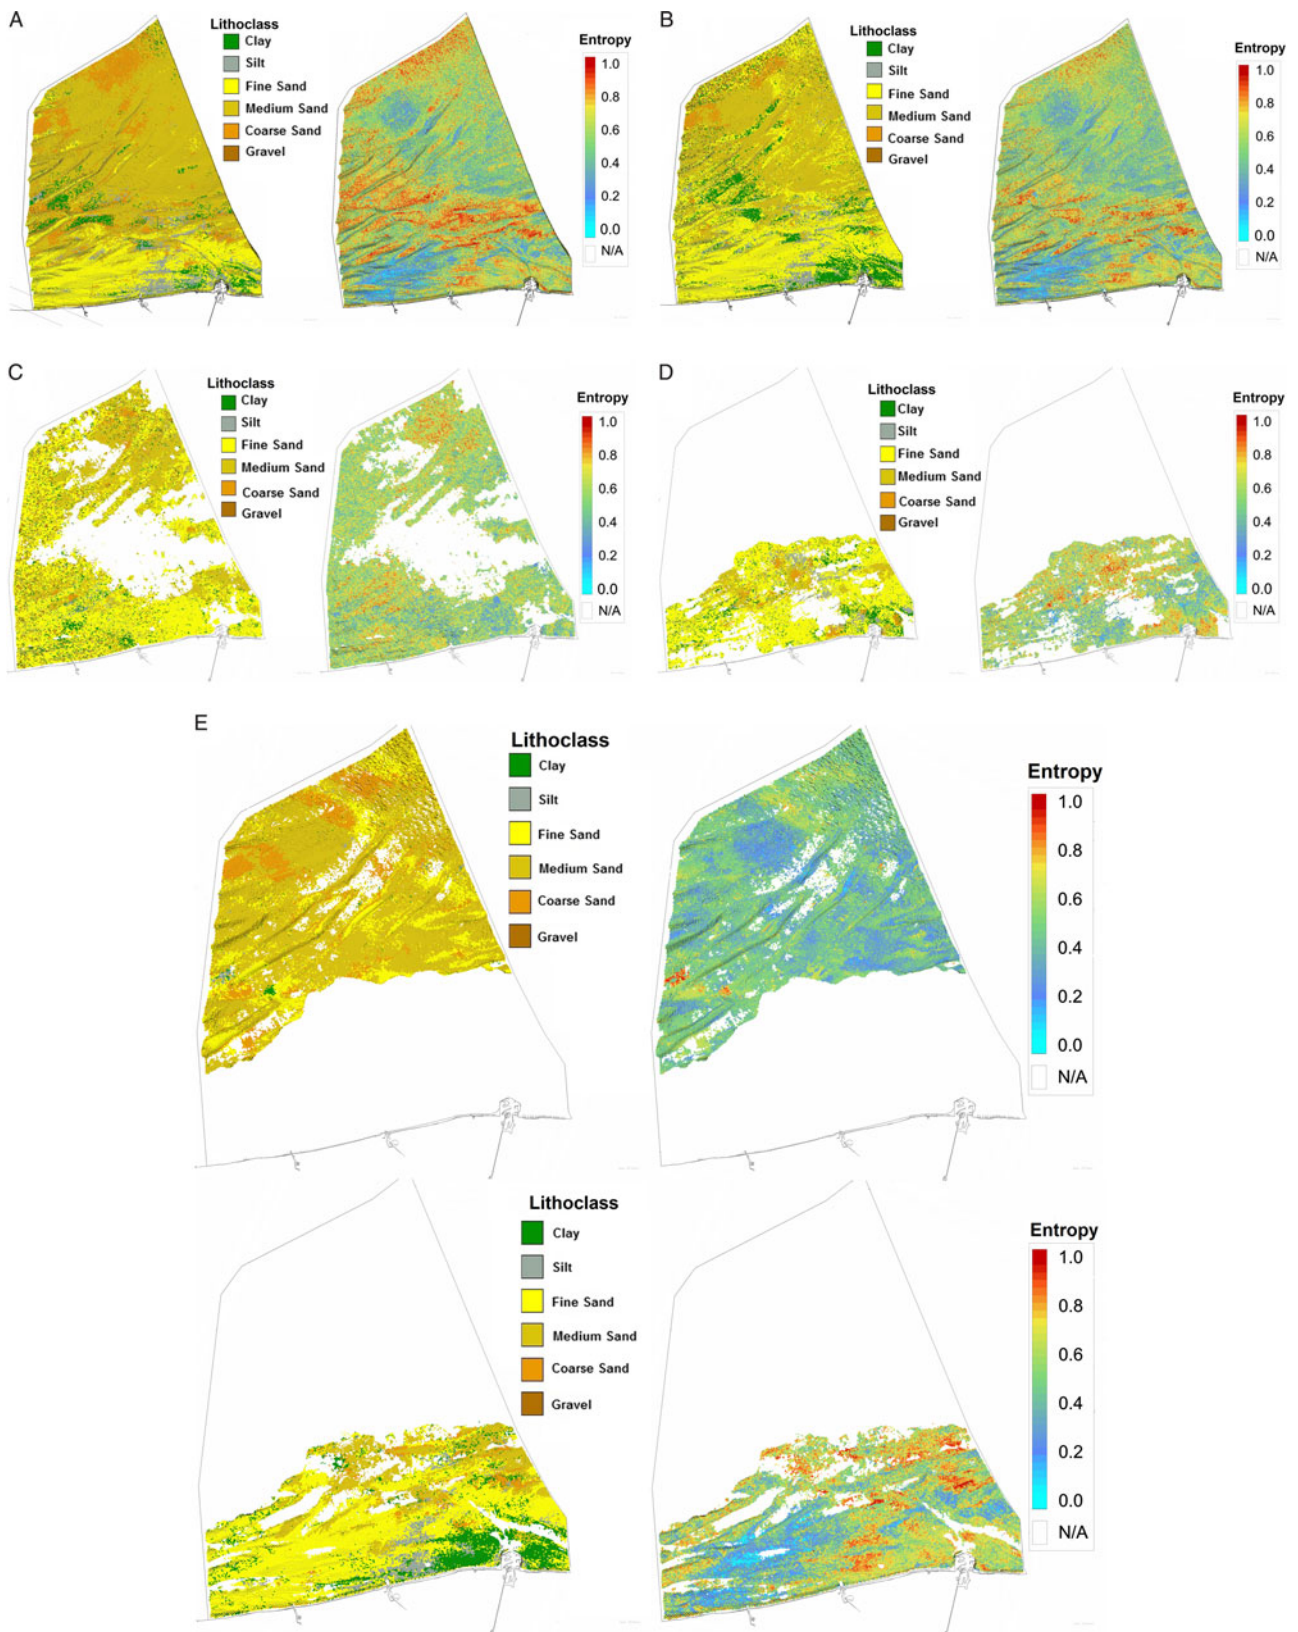 A
Lithoclass
Clay
Silt
Fine Sand
Medium Sand
Coarse Sand
Gravel
Entropy
1.0
0.8
0.6
0.4
0.2
0.0
N/A
B
Lithoclass
Clay
Silt
Fine Sand
Medium Sand
Coarse Sand
Gravel
Entropy
1.0
0.8
0.6
0.4
0.2
0.0
N/A
C
Lithoclass
Clay
Silt
Fine Sand
Medium Sand
Coarse Sand
Gravel
Entropy
1.0
0.8
0.6
0.4
0.2
0.0
N/A
D
Lithoclass
Clay
Silt
Fine Sand
Medium Sand
Coarse Sand
Gravel
Entropy
1.0
0.8
0.6
0.4
0.2
0.0
N/A
E
Lithoclass
Clay
Silt
Fine Sand
Medium Sand
Coarse Sand
Gravel
Entropy
1.0
0.8
0.6
0.4
0.2
0.0
N/A
Lithoclass
Clay
Silt
Fine Sand
Medium Sand
Coarse Sand
Gravel
Entropy
1.0
0.8
0.6
0.4
0.2
0.0
N/A